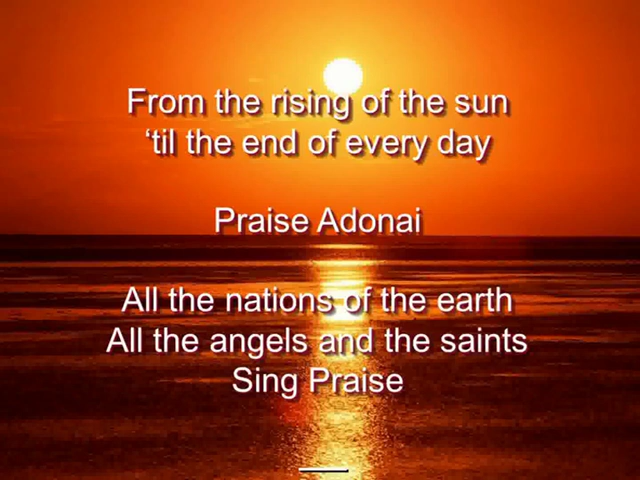 From the rising of the sun
‘til the end of every day
Praise Adonai
All the nations of the earth
All the angels and the saints
Sing Praise